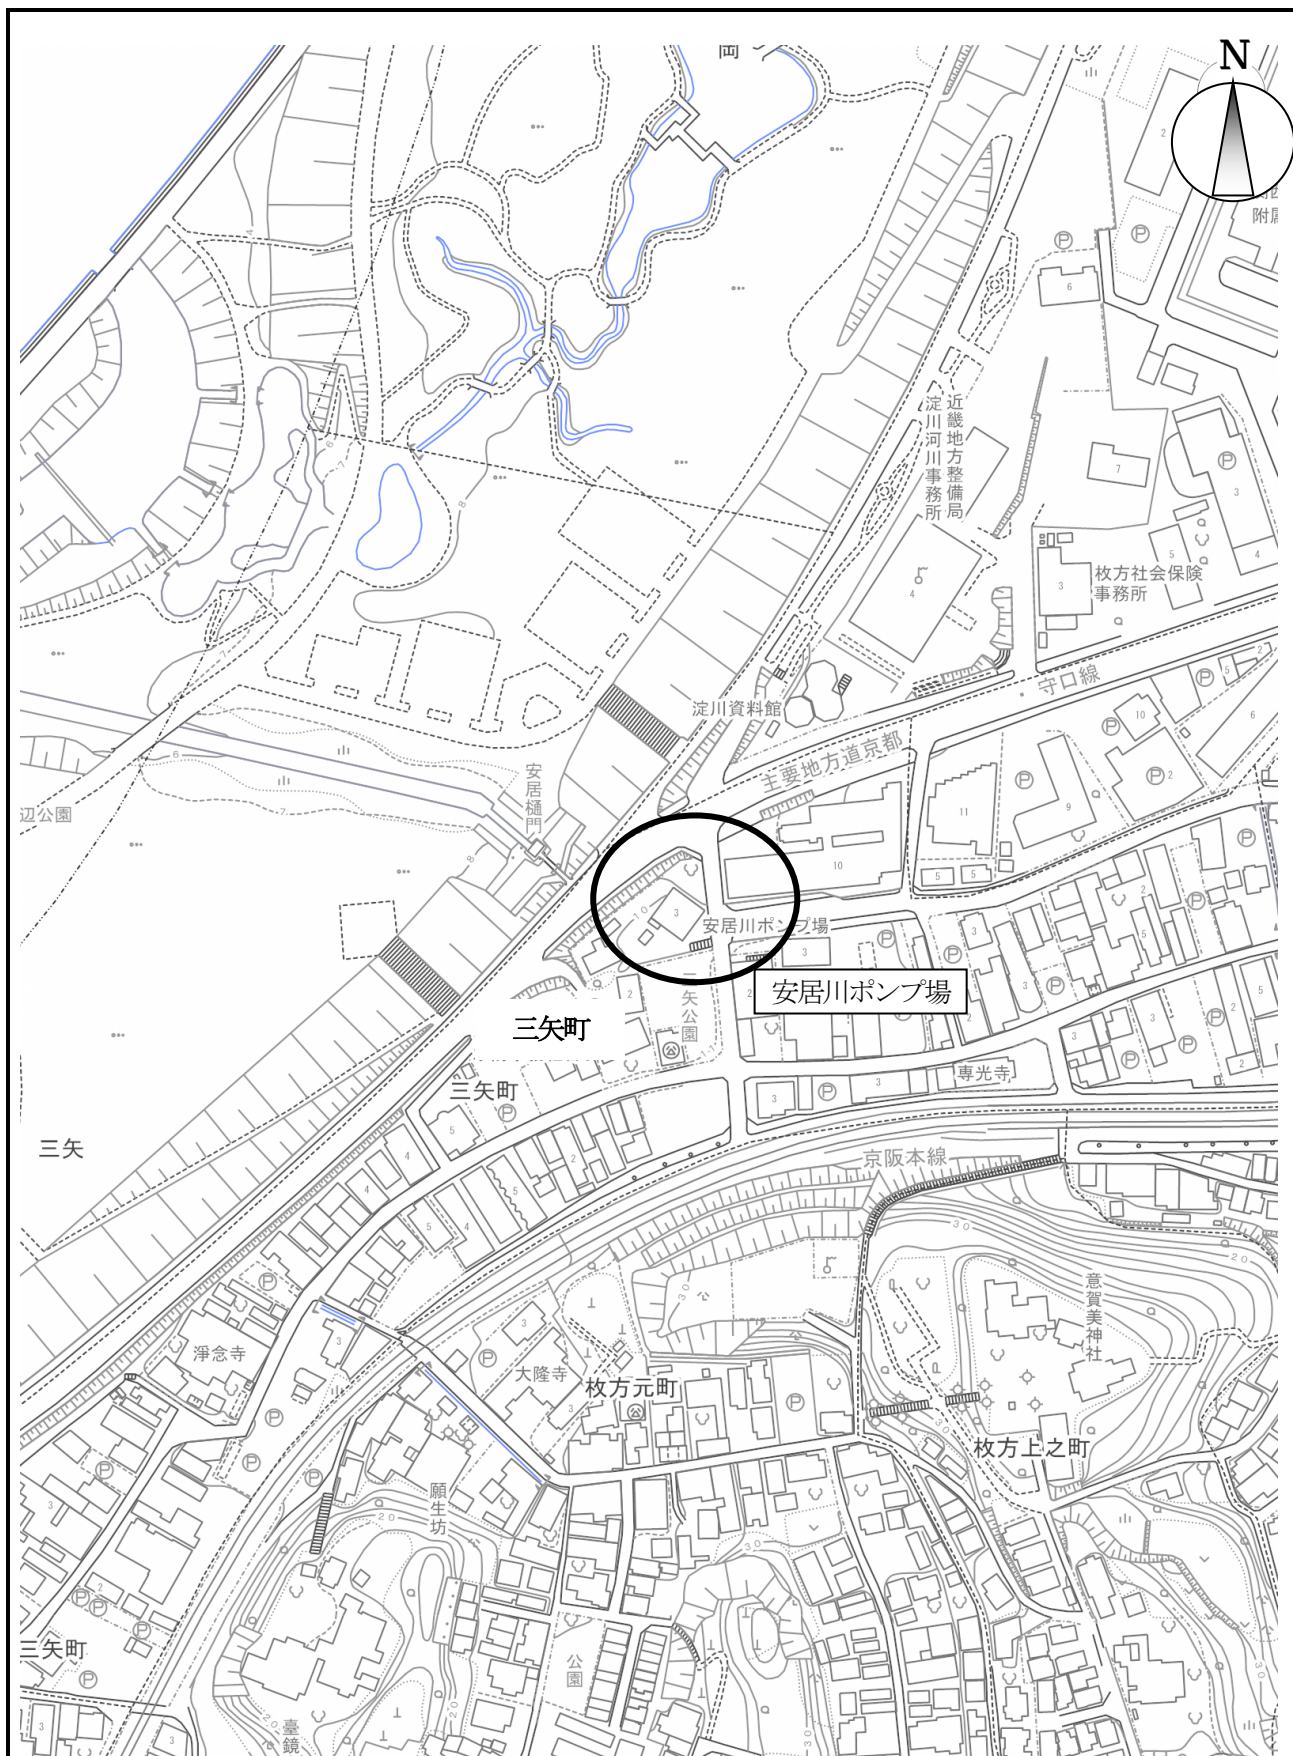 岡
N
附属
近畿地方整備局
淀川河川事務所
枚方社会保険
事務所
守口線
淀川資料館
主要地方道京都
安居樋門
辺公園
安居川ポンプ場
安居川ポンプ場
三矢公園
三矢町
三矢町
専光寺
三矢
京阪本線
意賀美神社
淨念寺
大隆寺
枚方元町
枚方上之町
願生坊
三矢町
公園
臺鏡